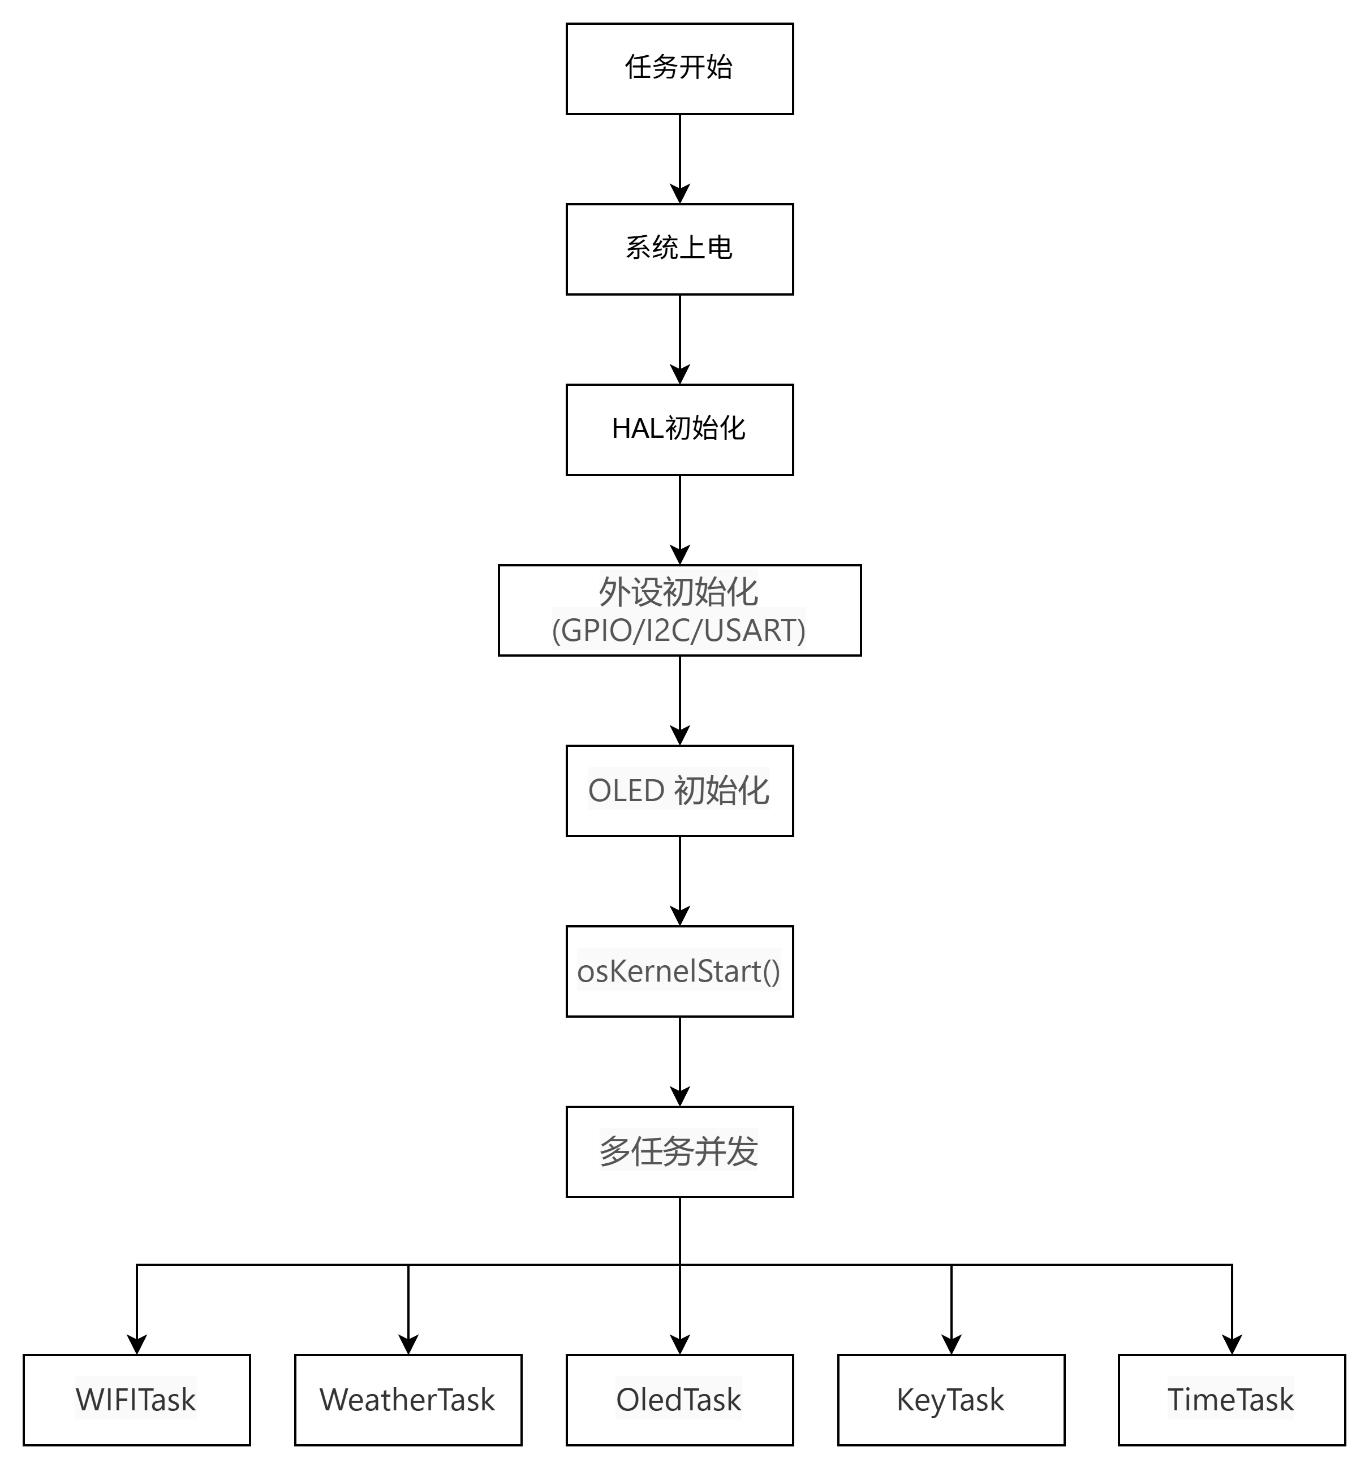 任务开始
系统上电
HAL初始化
外设初始化
(GPIO/I2C/USART)
OLED 初始化
osKernelStart()
多任务并发
WIFITask
WeatherTask
OledTask
KeyTask
TimeTask